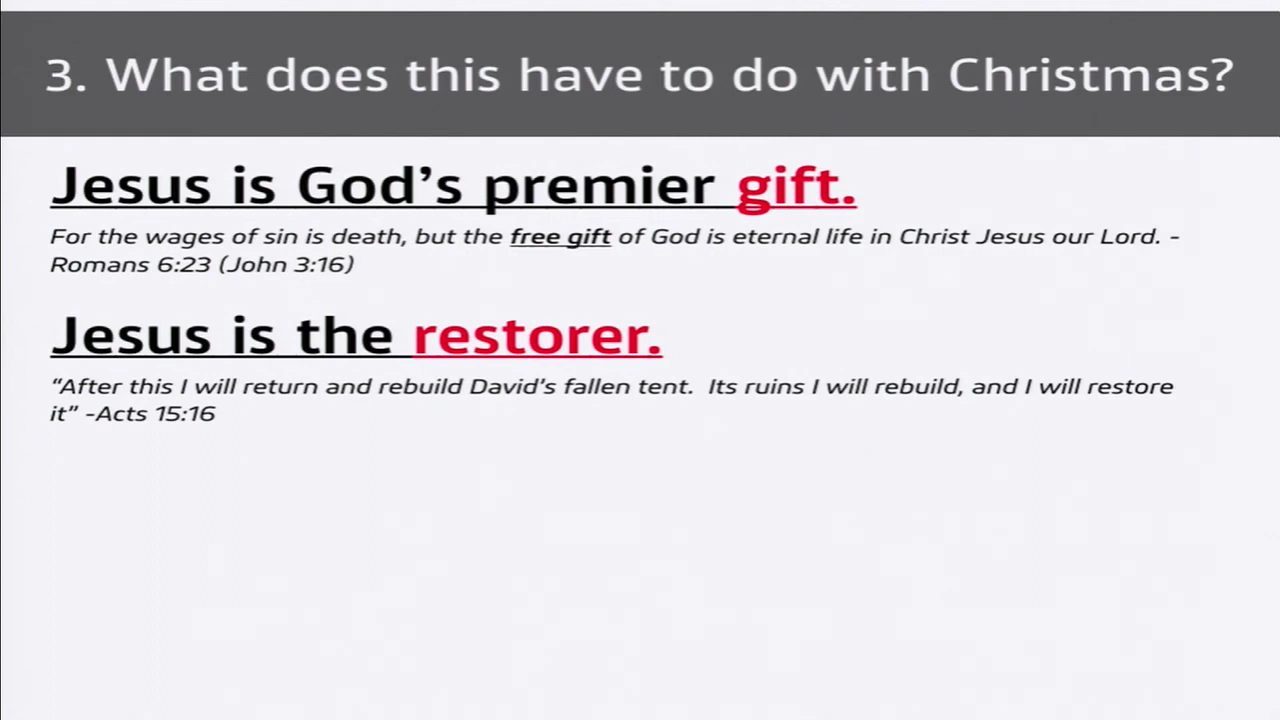 3. What does this have to do with Christmas?
Jesus is God’s premier gift.
For the wages of sin is death, but the free gift of God is eternal life in Christ Jesus our Lord. -
Romans 6:23 (John 3:16)
Jesus is the restorer.
“After this I will return and rebuild David’s fallen tent.  Its ruins I will rebuild, and I will restore
it” -Acts 15:16